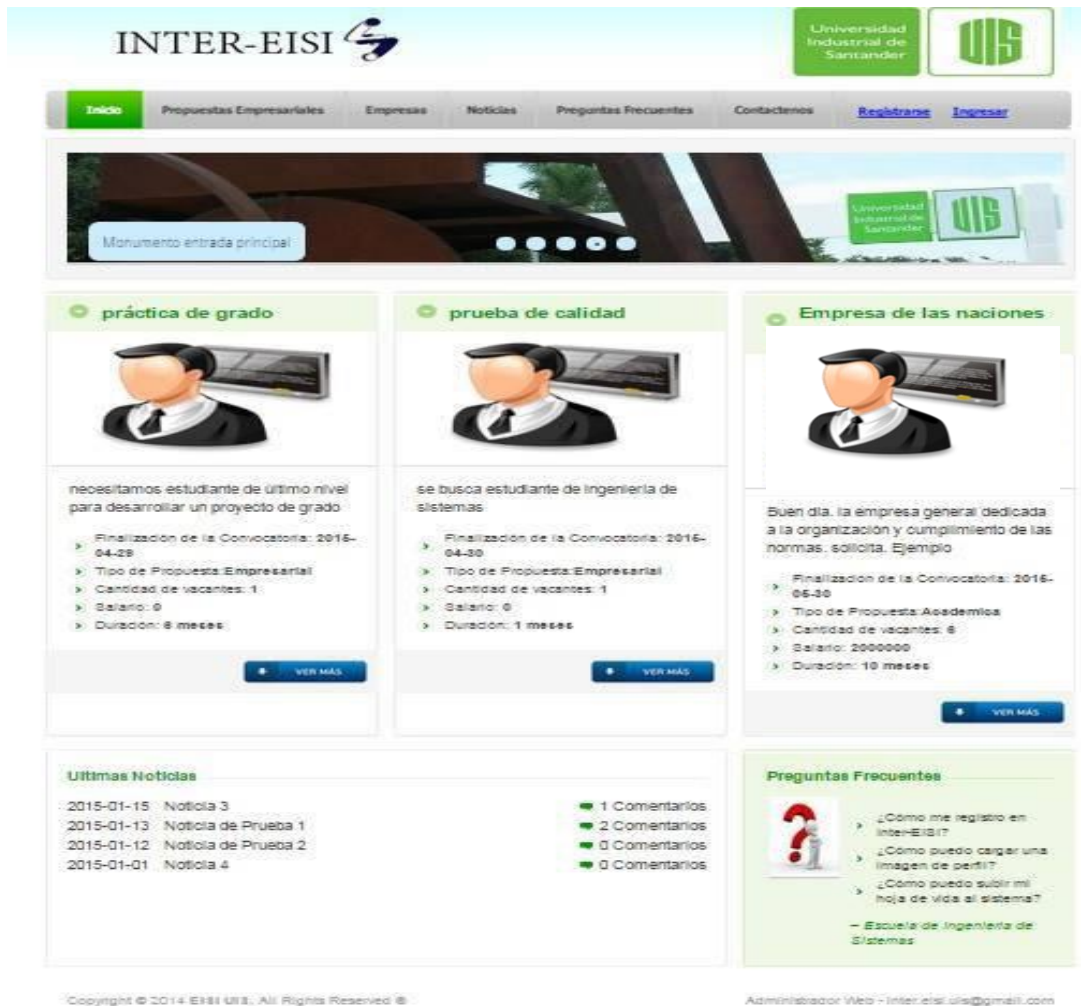 INTER-EISI
Universidad
Industrial de
Santander
UIS
Inicio Propuestas Empresariales Empresas Noticias Preguntas Frecuentes Contactenos Registrarse Ingresar
Monumento entrada principal
Universidad
Industrial de
Santander
UIS
práctica de grado
necesitamos estudiante de último nivel
para desarrollar un proyecto de grado
Finalización de la Convocatoria: 2015-
04-29
Tipo de Propuesta:Empresarial
Cantidad de vacantes: 1
Salario: 0
Duración: 6 meses
VER MÁS
prueba de calidad
se busca estudiante de ingeniería de
sistemas
Finalización de la Convocatoria: 2015-
04-30
Tipo de Propuesta:Empresarial
Cantidad de vacantes: 1
Salario: 0
Duración: 1 meses
VER MÁS
Empresa de las naciones
Buen día. la empresa general dedicada
a la organización y cumplimiento de las
normas. solicita. Ejemplo
Finalización de la Convocatoria: 2015-
05-30
Tipo de Propuesta:Academica
Cantidad de vacantes: 6
Salario: 2000000
Duración: 10 meses
VER MÁS
Ultimas Noticias
2015-01-15 Noticia 3 1 Comentarios
2015-01-13 Noticia de Prueba 1 2 Comentarios
2015-01-12 Noticia de Prueba 2 0 Comentarios
2015-01-01 Noticia 4 0 Comentarios
Preguntas Frecuentes
¿Cómo me registro en
Inter-EISI?
¿Cómo puedo cargar una
imagen de perfil?
¿Cómo puedo subir mi
hoja de vida al sistema?
– Escuela de Ingeniería de
Sistemas
Copyright © 2014 EISI UIS. All Rights Reserved ®
Administrador Web - inter.eisi.uis@gmail.com